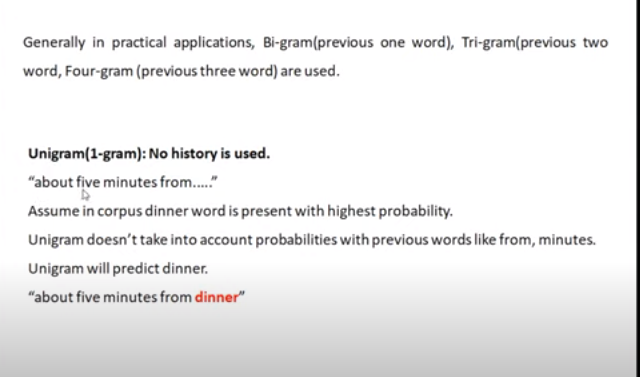 Generally in practical applications, Bi-gram(previous one word), Tri-gram(previous two
word, Four-gram (previous three word) are used.
Unigram(1-gram): No history is used.
“about five minutes from.....”
Assume in corpus dinner word is present with highest probability.
Unigram doesn’t take into account probabilities with previous words like from, minutes.
Unigram will predict dinner.
“about five minutes from dinner”